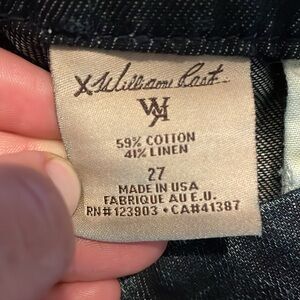 X William Rast
WR
59% COTTON
41% LINEN
27
MADE IN USA
FABRIQUE AU E.U.
RN# 123903 • CA# 41387